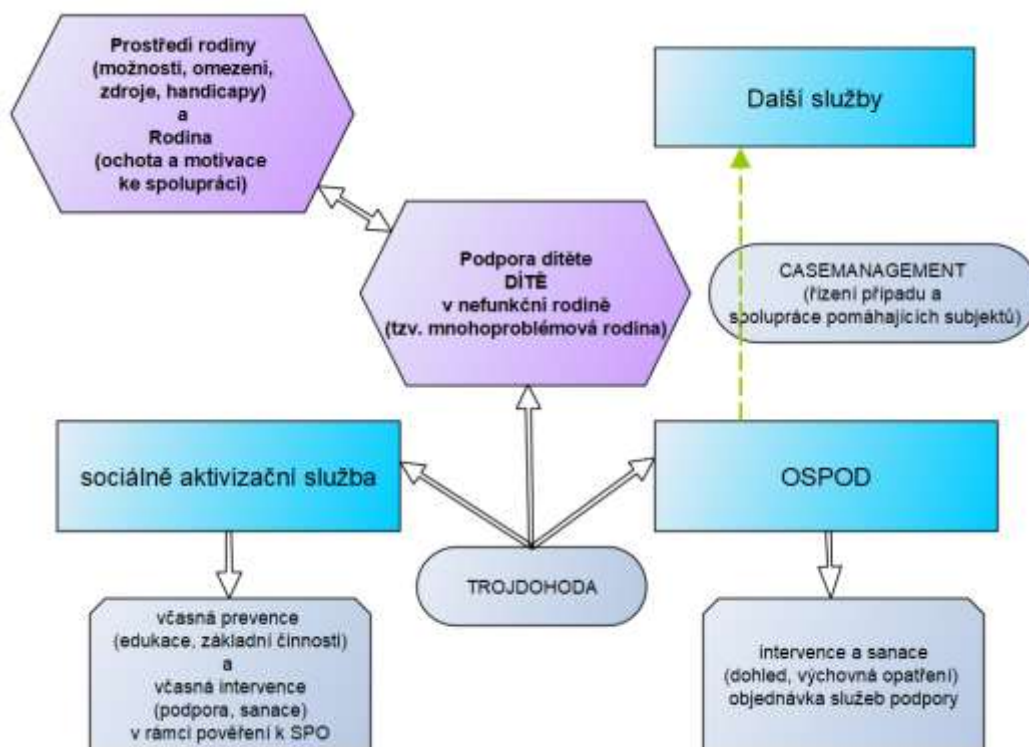 Prostředí rodiny
(možnosti, omezení,
zdroje, handicapy)
a
Rodina
(ochota a motivace
ke spolupráci)
Další služby
Podpora dítěte
DÍTĚ
v nefunkční rodině
(tzv. mnohoproblémová rodina)
CASEMANAGEMENT
(řízení případu a
spolupráce pomáhajících subjektů)
sociálně aktivizační služba
OSPOD
TROJDOHODA
včasná prevence
(edukace, základní činnosti)
a
včasná intervence
(podpora, sanace)
v rámci pověření k SPO
intervence a sanace
(dohled, výchovná opatření)
objednávka služeb podpory